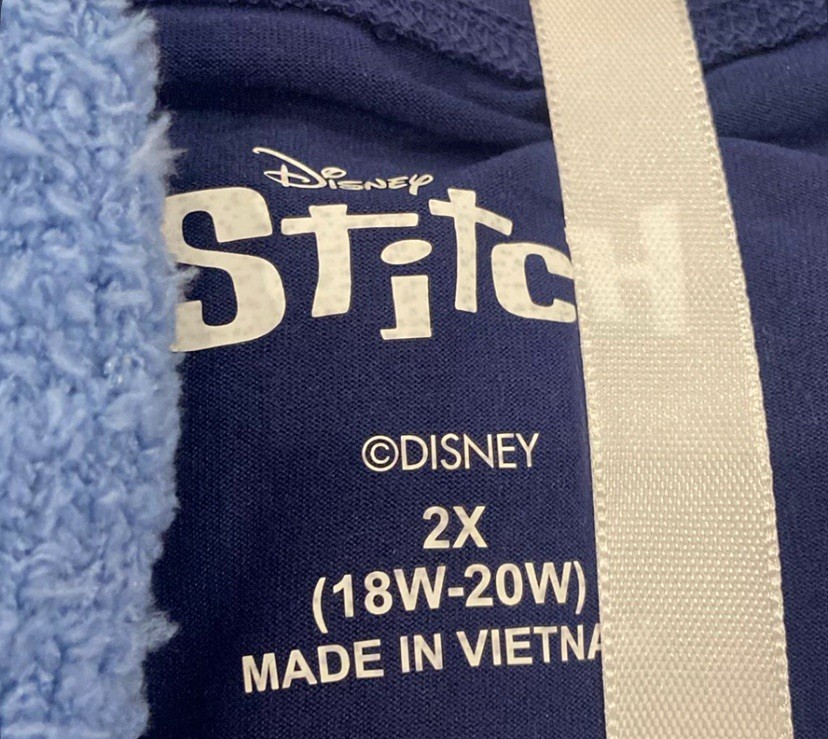 Disney
Stitch
©DISNEY
2X
(18W-20W)
MADE IN VIETNA